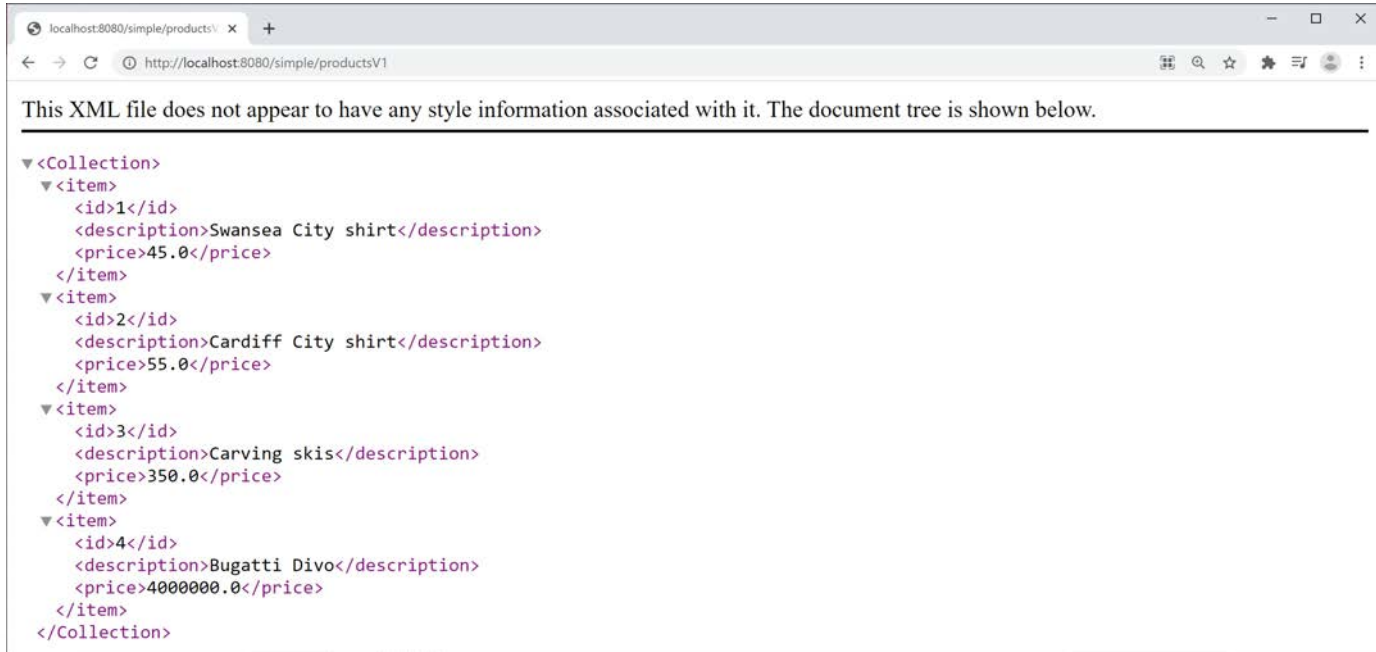 localhost:8080/simple/productsV
http://localhost:8080/simple/productsV1
This XML file does not appear to have any style information associated with it. The document tree is shown below.
▼<Collection>
▼<item>
<id>1</id>
<description>Swansea City shirt</description>
<price>45.0</price>
</item>
▼<item>
<id>2</id>
<description>Cardiff City shirt</description>
<price>55.0</price>
</item>
▼<item>
<id>3</id>
<description>Carving skis</description>
<price>350.0</price>
</item>
▼<item>
<id>4</id>
<description>Bugatti Divo</description>
<price>4000000.0</price>
</item>
</Collection>